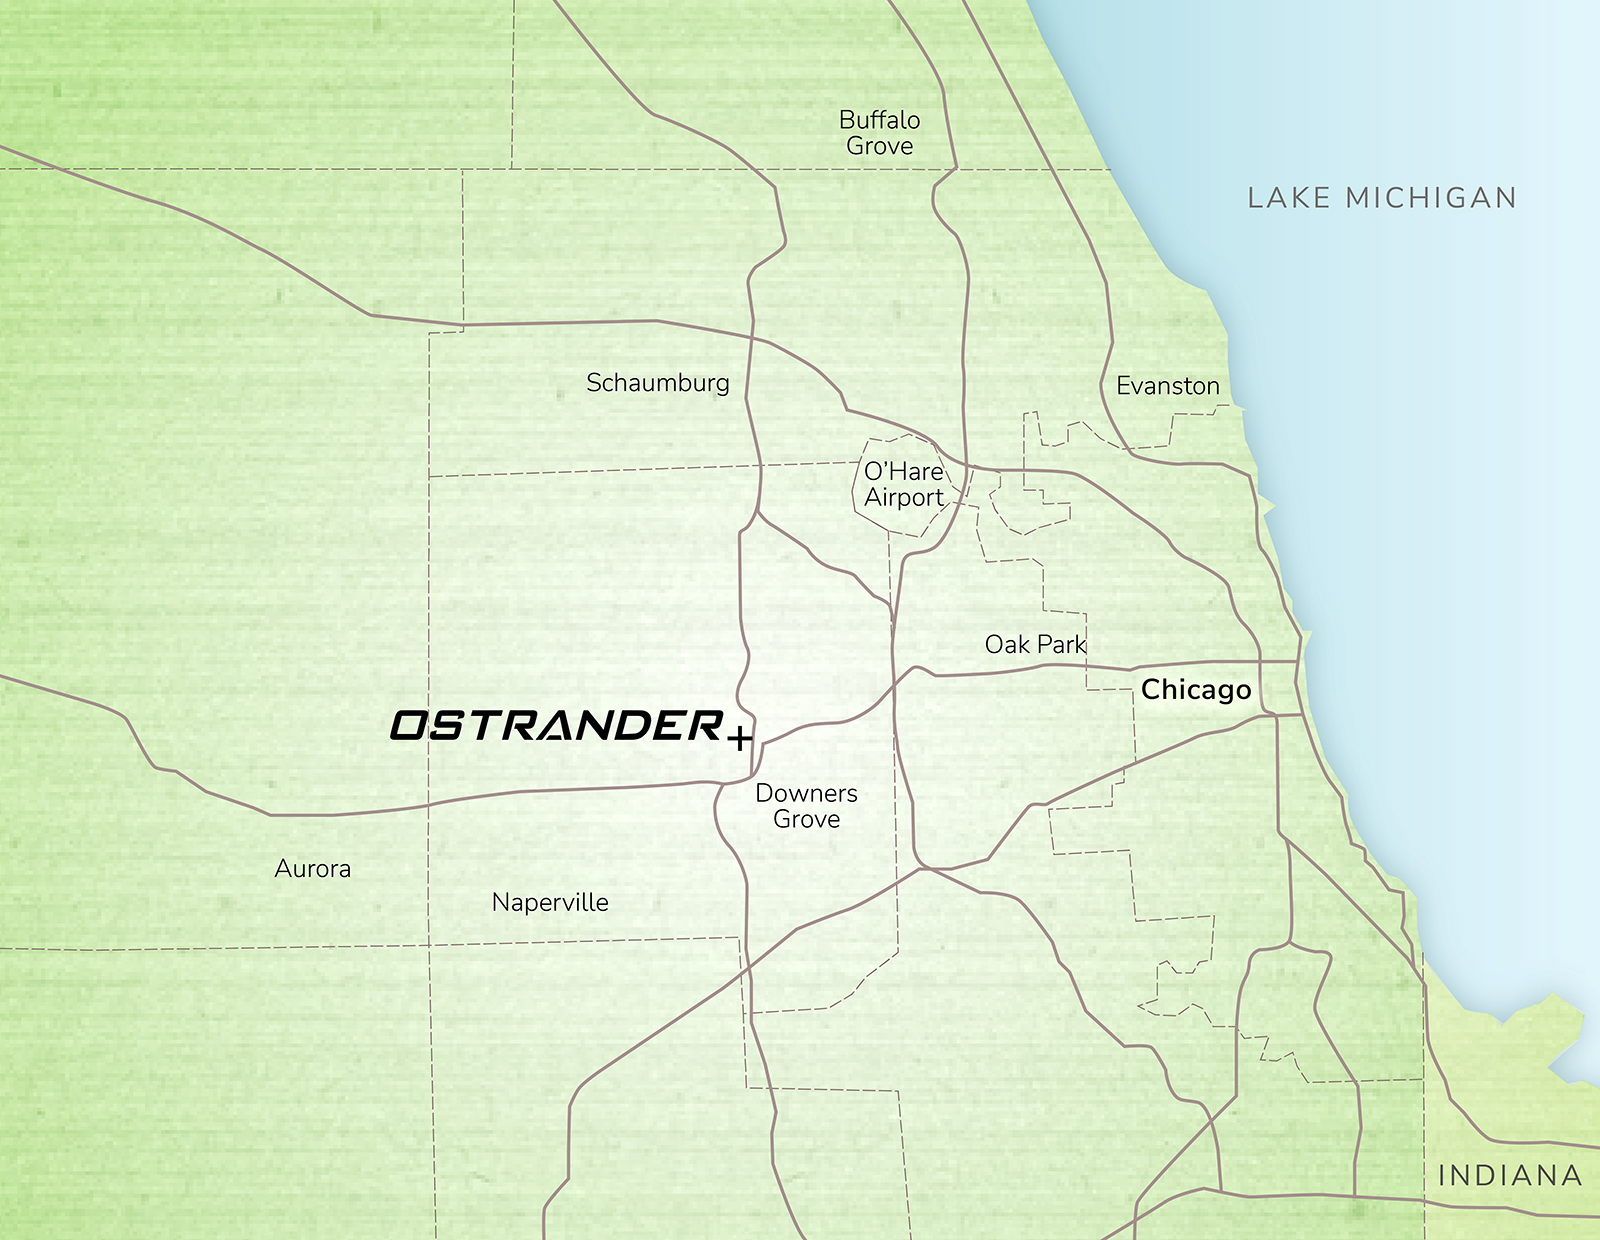 Buffalo
Grove
LAKE MICHIGAN
Schaumburg
Evanston
O'Hare
Airport
Oak Park
Chicago
OSTRANDER
Downers
Grove
Aurora
Naperville
INDIANA